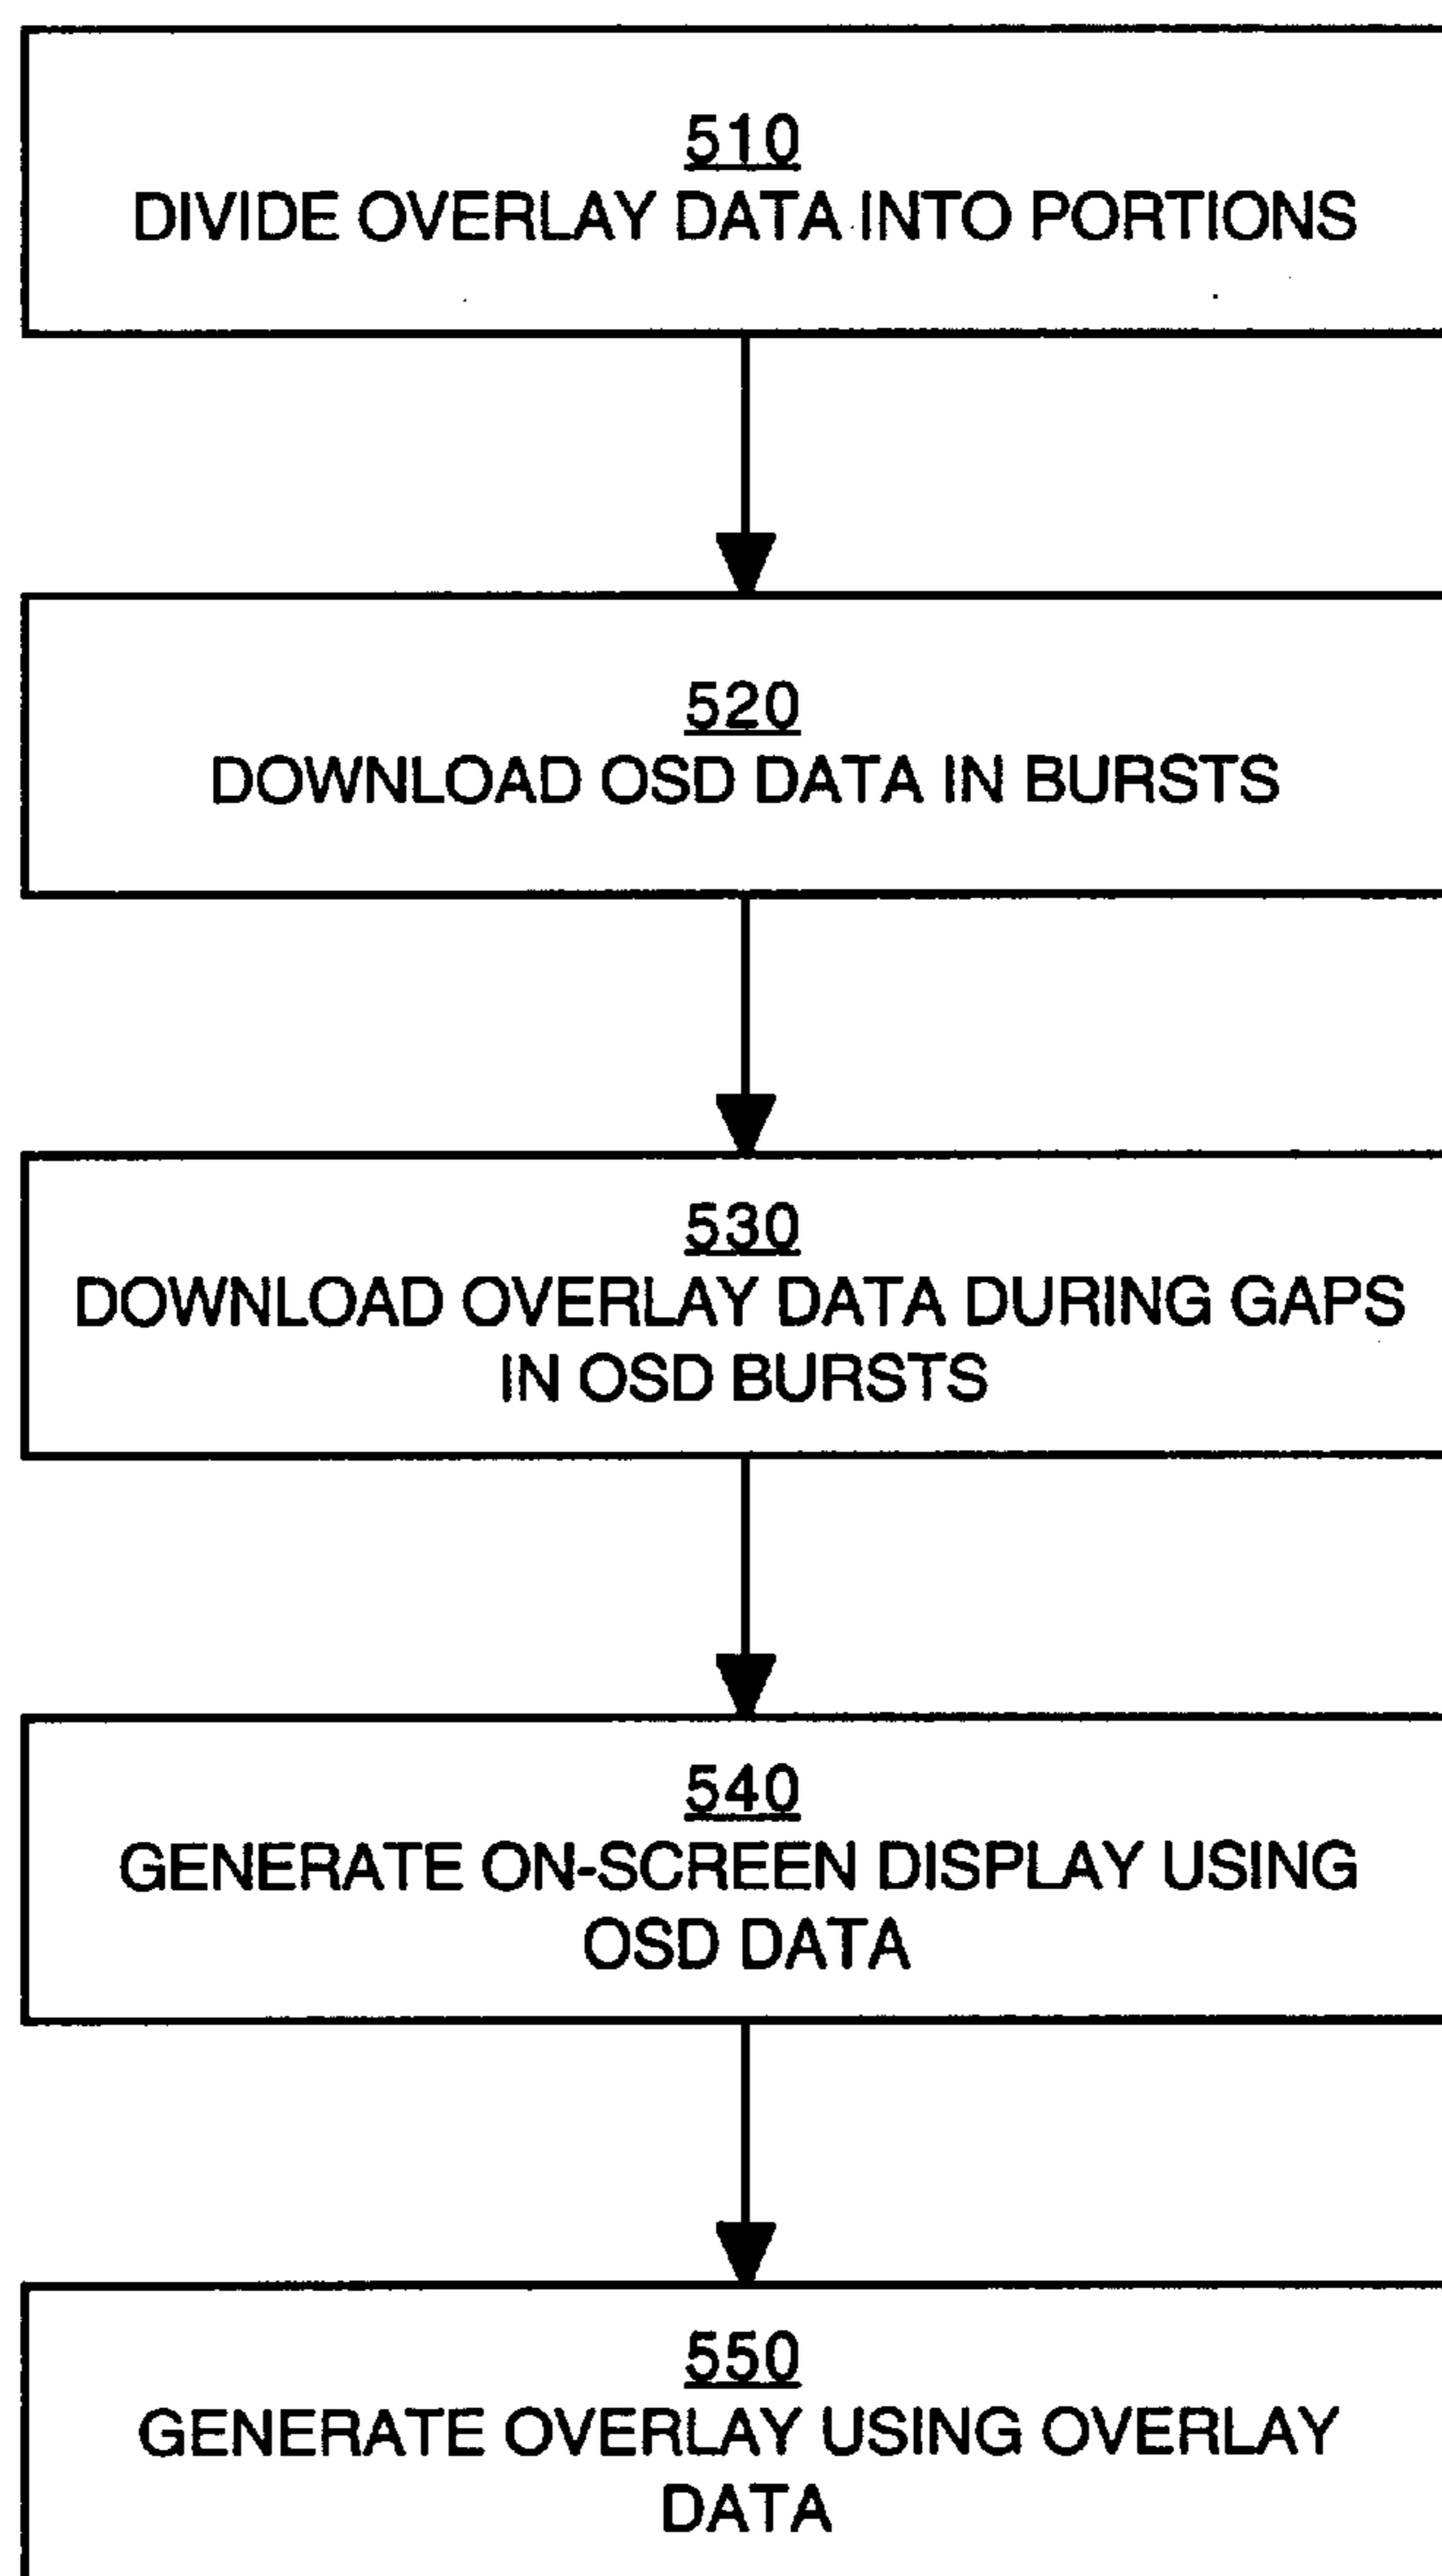 510
DIVIDE OVERLAY DATA INTO PORTIONS
520
DOWNLOAD OSD DATA IN BURSTS
530
DOWNLOAD OVERLAY DATA DURING GAPS
IN OSD BURSTS
540
GENERATE ON-SCREEN DISPLAY USING
OSD DATA
550
GENERATE OVERLAY USING OVERLAY
DATA